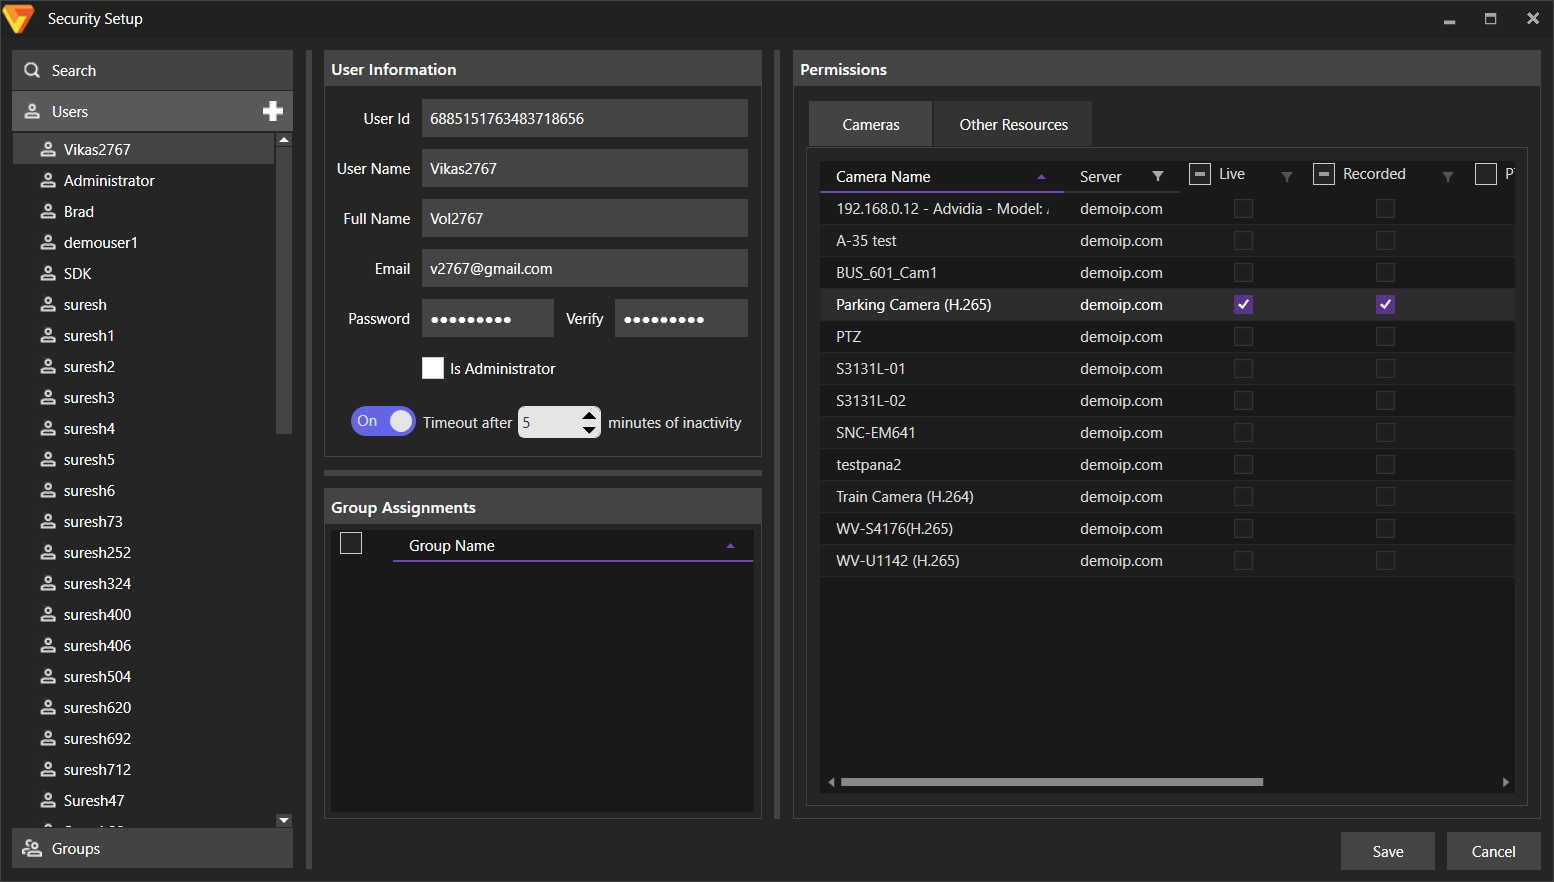 Security Setup
Search
Users
Vikas2767
Administrator
Brad
demouser1
SDK
suresh
suresh1
suresh2
suresh3
suresh4
suresh5
suresh6
suresh73
suresh252
suresh324
suresh400
suresh406
suresh504
suresh620
suresh692
suresh712
Suresh47
Groups
User Information
User Id 6885151763483718656
User Name Vikas2767
Full Name Vol2767
Email v2767@gmail.com
Password ●●●●●●●●● Verify ●●●●●●●●●
Is Administrator
On Timeout after 5 minutes of inactivity
Group Assignments
Group Name
Permissions
Cameras Other Resources
Camera Name Server Live Recorded
192.168.0.12 - Advidia - Model: demoip.com
A-35 test demoip.com
BUS_601_Cam1 demoip.com
Parking Camera (H.265) demoip.com
PTZ demoip.com
S3131L-01 demoip.com
S3131L-02 demoip.com
SNC-EM641 demoip.com
testpana2 demoip.com
Train Camera (H.264) demoip.com
WV-S4176(H.265) demoip.com
WV-U1142 (H.265) demoip.com
Save Cancel